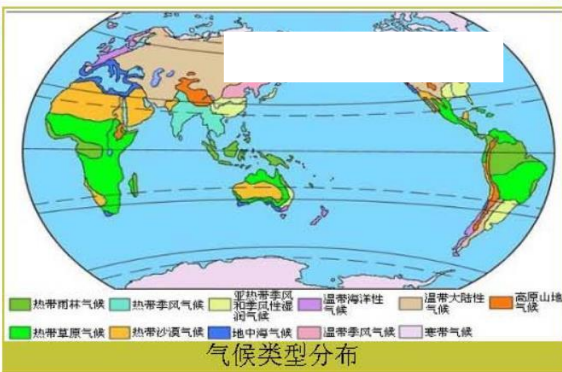 热带雨林气候
热带季风气候
亚热带季风
和季风性湿
润气候
温带海洋性
气候
温带大陆性
气候
高原山地
气候
热带草原气候
热带沙漠气候
地中海气候
温带季风气候
寒带气候
气候类型分布